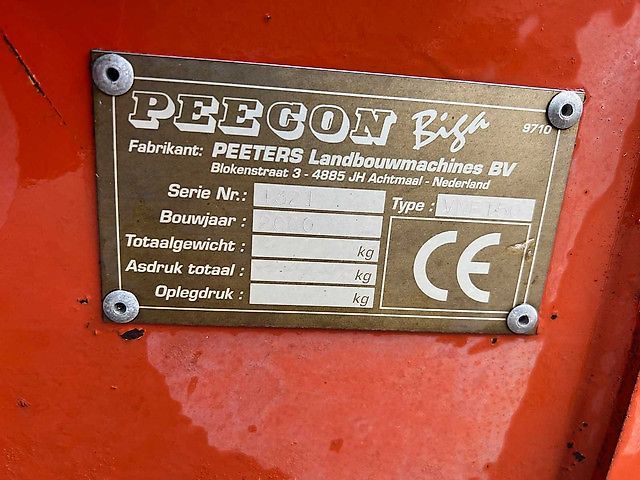 PEECON Biga
9710
Fabrikant: PEETERS Landbouwmachines BV
Blokenstraat 3 - 4885 JH Achtmaal - Nederland
Serie Nr.:
Type :
Bouwjaar :
Totaalgewicht : kg
Asdruk totaal : kg
Oplegdruk : kg
CE